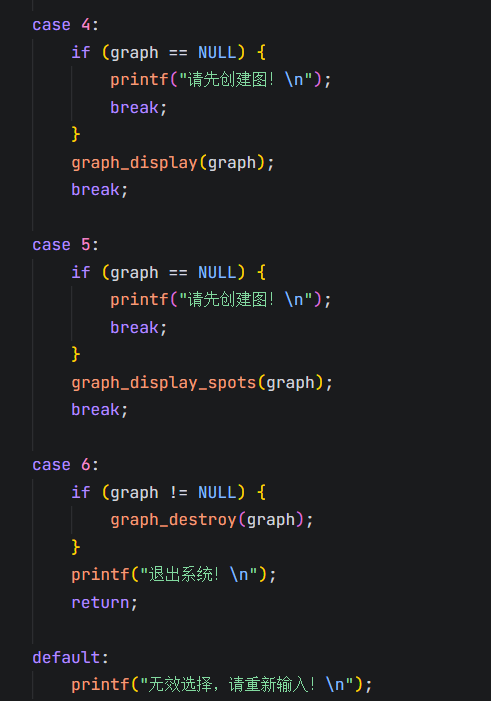 case 4:
if (graph == NULL) {
printf("请先创建图! \n");
break;
}
graph_display(graph);
break;
case 5:
if (graph == NULL) {
printf("请先创建图! \n");
break;
}
graph_display_spots(graph);
break;
case 6:
if (graph != NULL) {
graph_destroy(graph);
}
printf("退出系统! \n");
return;
default:
printf("无效选择，请重新输入! \n");